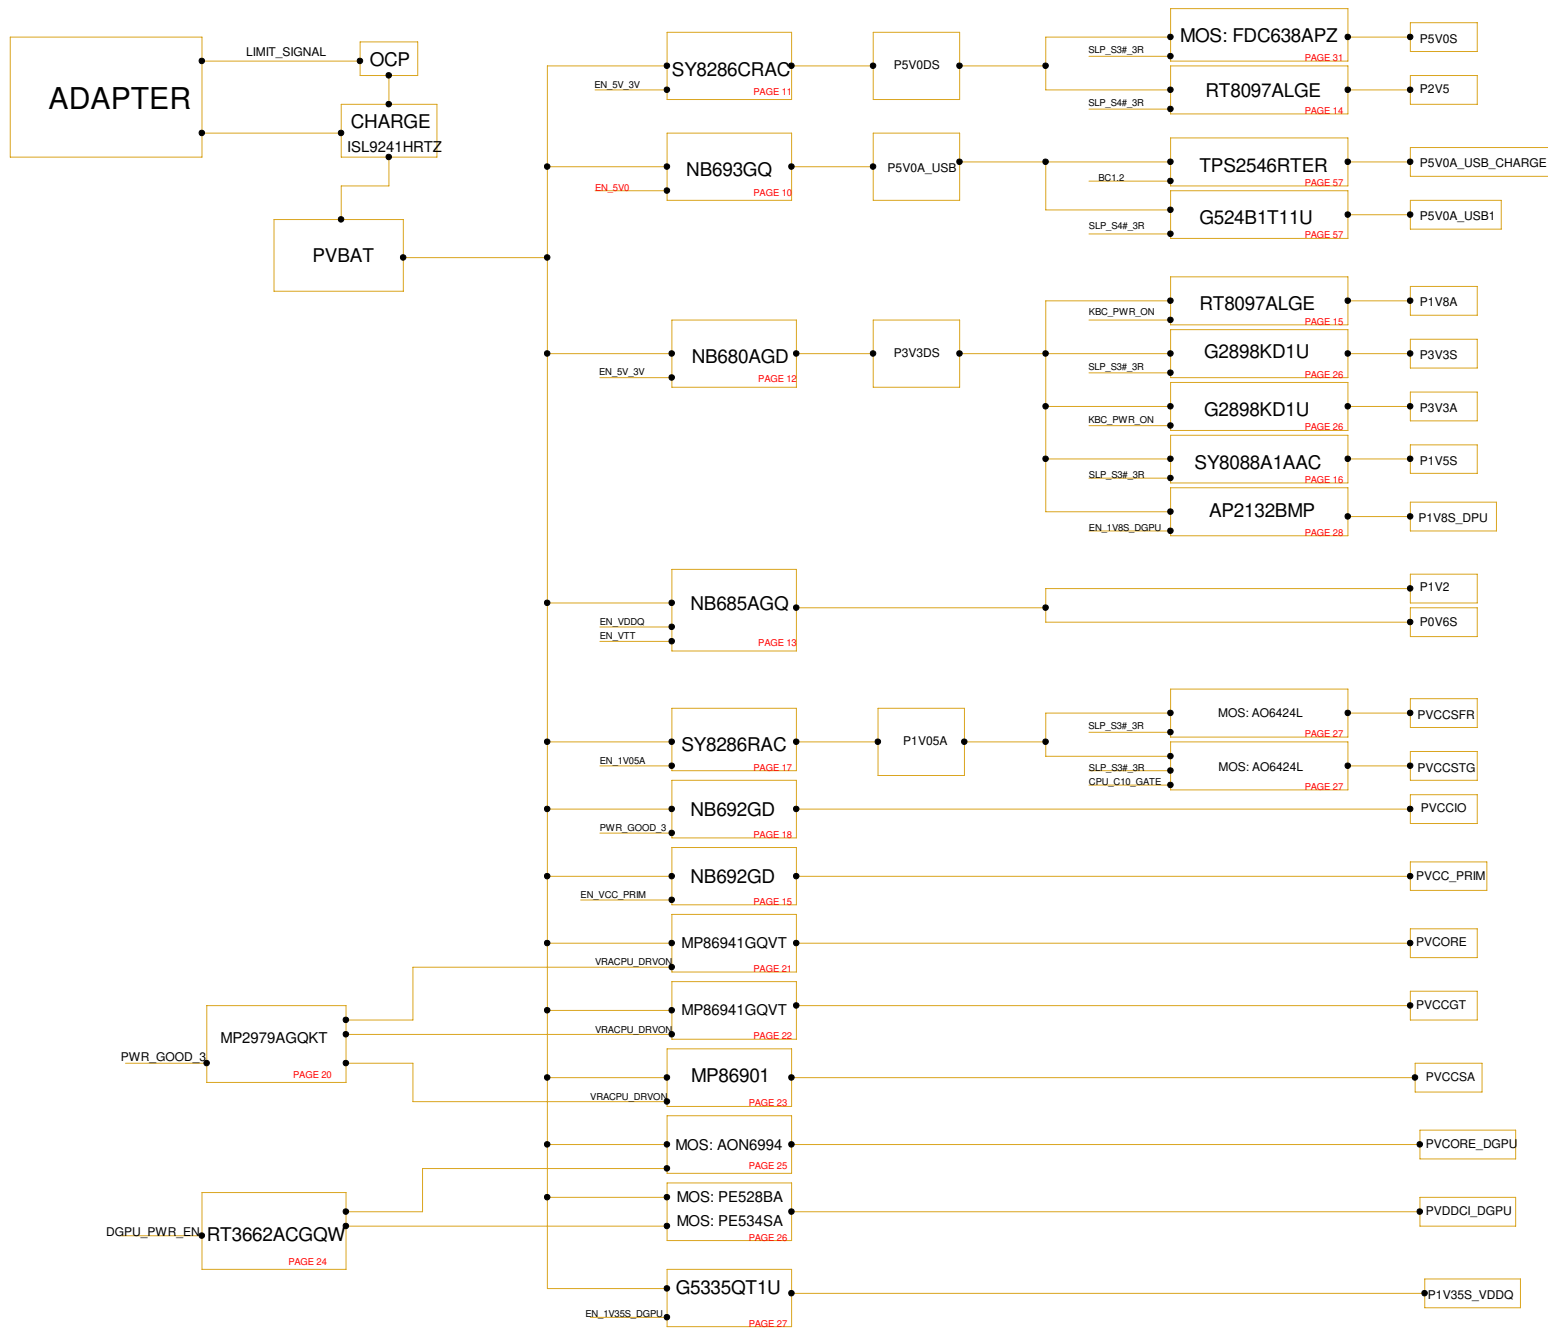 ADAPTER
LIMIT_SIGNAL
OCP
CHARGE
ISL9241HRTZ
PVBAT
EN_5V_3V
SY8286CRAC
PAGE 11
P5V0DS
SLP_S3#_3R
MOS: FDC638APZ
PAGE 31
P5V0S
SLP_S4#_3R
RT8097ALGE
PAGE 14
P2V5
EN_5V0
NB693GQ
PAGE 10
P5V0A_USB
BC1.2
TPS2546RTER
PAGE 57
P5V0A_USB_CHARGE
SLP_S4#_3R
G524B1T11U
PAGE 57
P5V0A_USB1
EN_5V_3V
NB680AGD
PAGE 12
P3V3DS
KBC_PWR_ON
RT8097ALGE
PAGE 15
P1V8A
SLP_S3#_3R
G2898KD1U
PAGE 26
P3V3S
KBC_PWR_ON
G2898KD1U
PAGE 26
P3V3A
SLP_S3#_3R
SY8088A1AAC
PAGE 16
P1V5S
EN_1V8S_DGPU
AP2132BMP
PAGE 28
P1V8S_DPU
EN_VDDQ
EN_VTT
NB685AGQ
PAGE 13
P1V2
P0V6S
EN_1V05A
SY8286RAC
PAGE 17
P1V05A
SLP_S3#_3R
MOS: AO6424L
PAGE 27
PVCCSFR
SLP_S3#_3R
CPU_C10_GATE
MOS: AO6424L
PAGE 27
PVCCSTG
PWR_GOOD_3
NB692GD
PAGE 18
PVCCIO
EN_VCC_PRIM
NB692GD
PAGE 15
PVCC_PRIM
VRACPU_DRVON
MP86941GQVT
PAGE 21
PVCORE
PWR_GOOD_3
MP2979AGQKT
PAGE 20
VRACPU_DRVON
MP86941GQVT
PAGE 22
PVCCGT
VRACPU_DRVON
MP86901
PAGE 23
PVCCSA
MOS: AON6994
PAGE 25
PVCORE_DGPU
DGPU_PWR_EN
RT3662ACGQW
PAGE 24
MOS: PE528BA
MOS: PE534SA
PAGE 26
PVDDCI_DGPU
EN_1V35S_DGPU
G5335QT1U
PAGE 27
P1V35S_VDDQ